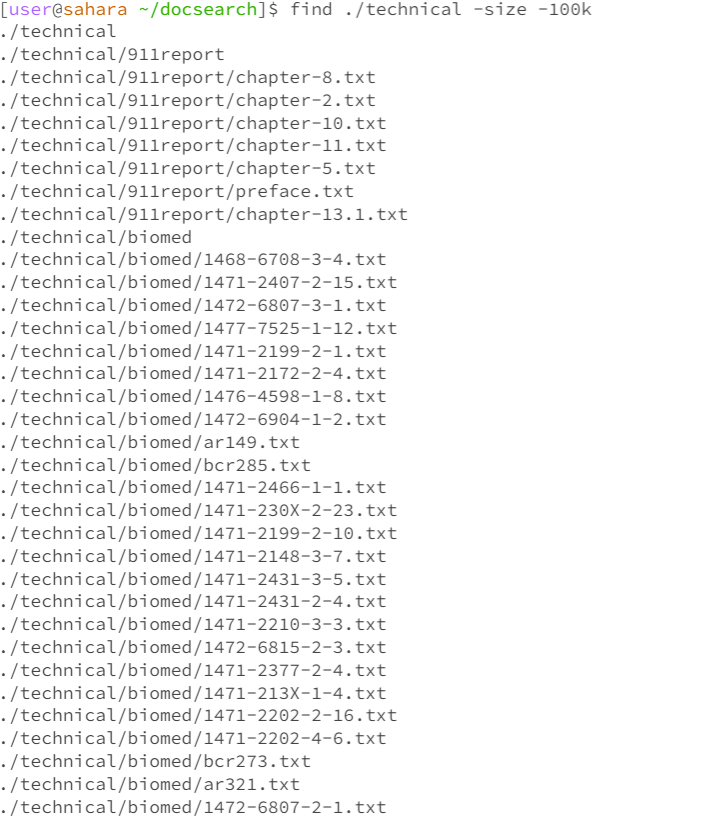 [user@sahara ~/docsearch]$ find ./technical -size -100k
./technical
./technical/911report
./technical/911report/chapter-8.txt
./technical/911report/chapter-2.txt
./technical/911report/chapter-10.txt
./technical/911report/chapter-11.txt
./technical/911report/chapter-5.txt
./technical/911report/preface.txt
./technical/911report/chapter-13.1.txt
./technical/biomed
./technical/biomed/1468-6708-3-4.txt
./technical/biomed/1471-2407-2-15.txt
./technical/biomed/1472-6807-3-1.txt
./technical/biomed/1477-7525-1-12.txt
./technical/biomed/1471-2199-2-1.txt
./technical/biomed/1471-2172-2-4.txt
./technical/biomed/1476-4598-1-8.txt
./technical/biomed/1472-6904-1-2.txt
./technical/biomed/ar149.txt
./technical/biomed/bcr285.txt
./technical/biomed/1471-2466-1-1.txt
./technical/biomed/1471-230X-2-23.txt
./technical/biomed/1471-2199-2-10.txt
./technical/biomed/1471-2148-3-7.txt
./technical/biomed/1471-2431-3-5.txt
./technical/biomed/1471-2431-2-4.txt
./technical/biomed/1471-2210-3-3.txt
./technical/biomed/1472-6815-2-3.txt
./technical/biomed/1471-2377-2-4.txt
./technical/biomed/1471-213X-1-4.txt
./technical/biomed/1471-2202-2-16.txt
./technical/biomed/1471-2202-4-6.txt
./technical/biomed/bcr273.txt
./technical/biomed/ar321.txt
./technical/biomed/1472-6807-2-1.txt